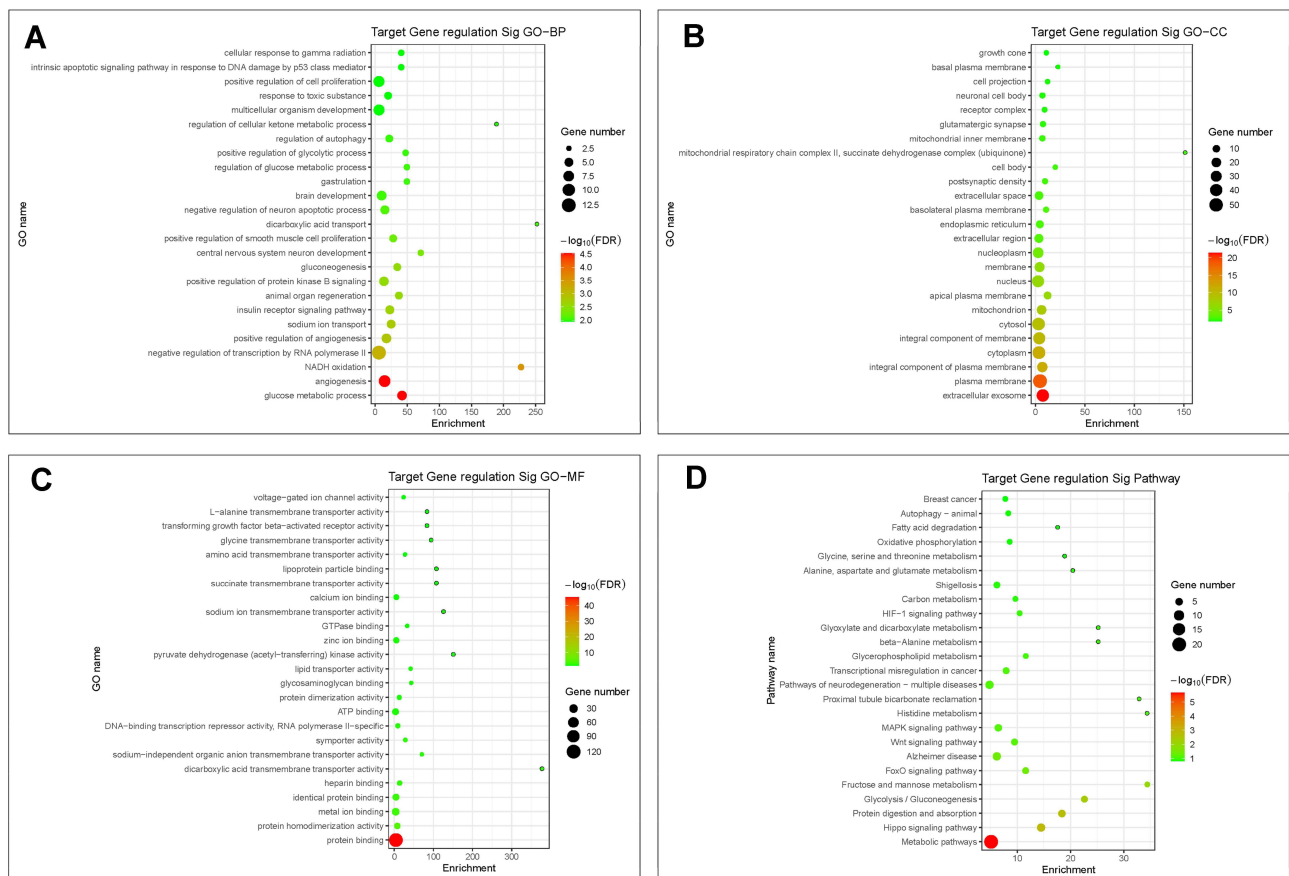 A
Target Gene regulation Sig GO−BP
GO name
cellular response to gamma radiation
intrinsic apoptotic signaling pathway in response to DNA damage by p53 class mediator
positive regulation of cell proliferation
response to toxic substance
multicellular organism development
regulation of cellular ketone metabolic process
regulation of autophagy
positive regulation of glycolytic process
regulation of glucose metabolic process
gastrulation
brain development
negative regulation of neuron apoptotic process
dicarboxylic acid transport
positive regulation of smooth muscle cell proliferation
central nervous system neuron development
gluconeogenesis
positive regulation of protein kinase B signaling
animal organ regeneration
insulin receptor signaling pathway
sodium ion transport
positive regulation of angiogenesis
negative regulation of transcription by RNA polymerase II
NADH oxidation
angiogenesis
glucose metabolic process
0 50 100 150 200 250
Enrichment
Gene number
2.5
5.0
7.5
10.0
12.5
−log10(FDR)
4.5
4.0
3.5
3.0
2.5
2.0
B
Target Gene regulation Sig GO−CC
GO name
growth cone
basal plasma membrane
cell projection
neuronal cell body
receptor complex
glutamatergic synapse
mitochondrial inner membrane
mitochondrial respiratory chain complex II, succinate dehydrogenase complex (ubiquinone)
cell body
postsynaptic density
extracellular space
basolateral plasma membrane
endoplasmic reticulum
extracellular region
nucleoplasm
membrane
nucleus
apical plasma membrane
mitochondrion
cytosol
integral component of membrane
cytoplasm
integral component of plasma membrane
plasma membrane
extracellular exosome
0 50 100 150
Enrichment
Gene number
10
20
30
40
50
−log10(FDR)
20
15
10
5
C
Target Gene regulation Sig GO−MF
GO name
voltage−gated ion channel activity
L−alanine transmembrane transporter activity
transforming growth factor beta−activated receptor activity
glycine transmembrane transporter activity
amino acid transmembrane transporter activity
lipoprotein particle binding
succinate transmembrane transporter activity
calcium ion binding
sodium ion transmembrane transporter activity
GTPase binding
zinc ion binding
pyruvate dehydrogenase (acetyl−transferring) kinase activity
lipid transporter activity
glycosaminoglycan binding
protein dimerization activity
ATP binding
DNA−binding transcription repressor activity, RNA polymerase II−specific
symporter activity
sodium−independent organic anion transmembrane transporter activity
dicarboxylic acid transmembrane transporter activity
heparin binding
identical protein binding
metal ion binding
protein homodimerization activity
protein binding
0 100 200 300
Enrichment
−log10(FDR)
40
30
20
10
Gene number
30
60
90
120
D
Target Gene regulation Sig Pathway
Pathway name
Breast cancer
Autophagy − animal
Fatty acid degradation
Oxidative phosphorylation
Glycine, serine and threonine metabolism
Alanine, aspartate and glutamate metabolism
Shigellosis
Carbon metabolism
HIF−1 signaling pathway
Glyoxylate and dicarboxylate metabolism
beta−Alanine metabolism
Glycerophospholipid metabolism
Transcriptional misregulation in cancer
Pathways of neurodegeneration − multiple diseases
Proximal tubule bicarbonate reclamation
Histidine metabolism
MAPK signaling pathway
Wnt signaling pathway
Alzheimer disease
FoxO signaling pathway
Fructose and mannose metabolism
Glycolysis / Gluconeogenesis
Protein digestion and absorption
Hippo signaling pathway
Metabolic pathways
10 20 30
Enrichment
Gene number
5
10
15
20
−log10(FDR)
5
4
3
2
1